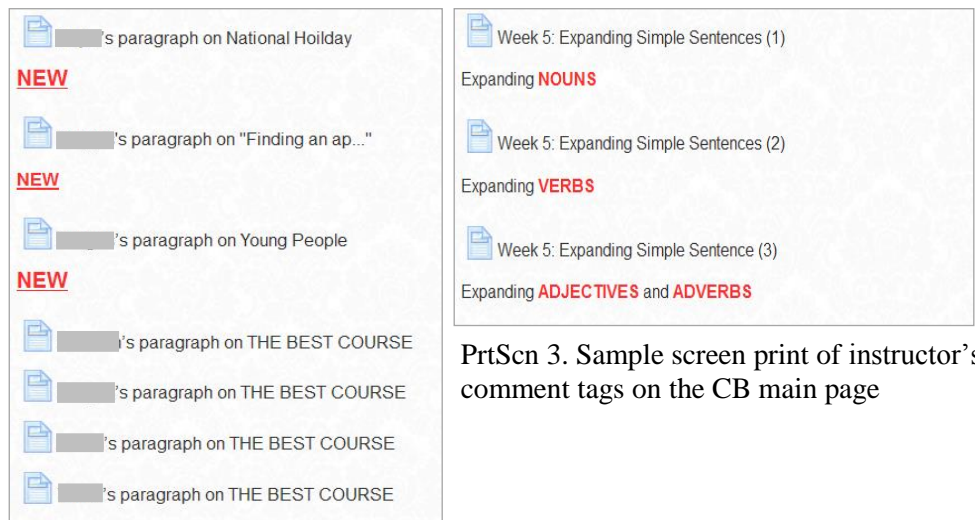 's paragraph on National Hoilday
NEW
's paragraph on "Finding an ap..."
NEW
's paragraph on Young People
NEW
's paragraph on THE BEST COURSE
's paragraph on THE BEST COURSE
's paragraph on THE BEST COURSE
's paragraph on THE BEST COURSE
Week 5: Expanding Simple Sentences (1)
Expanding NOUNS
Week 5: Expanding Simple Sentences (2)
Expanding VERBS
Week 5: Expanding Simple Sentence (3)
Expanding ADJECTIVES and ADVERBS
PrtScn 3. Sample screen print of instructor's
comment tags on the CB main page